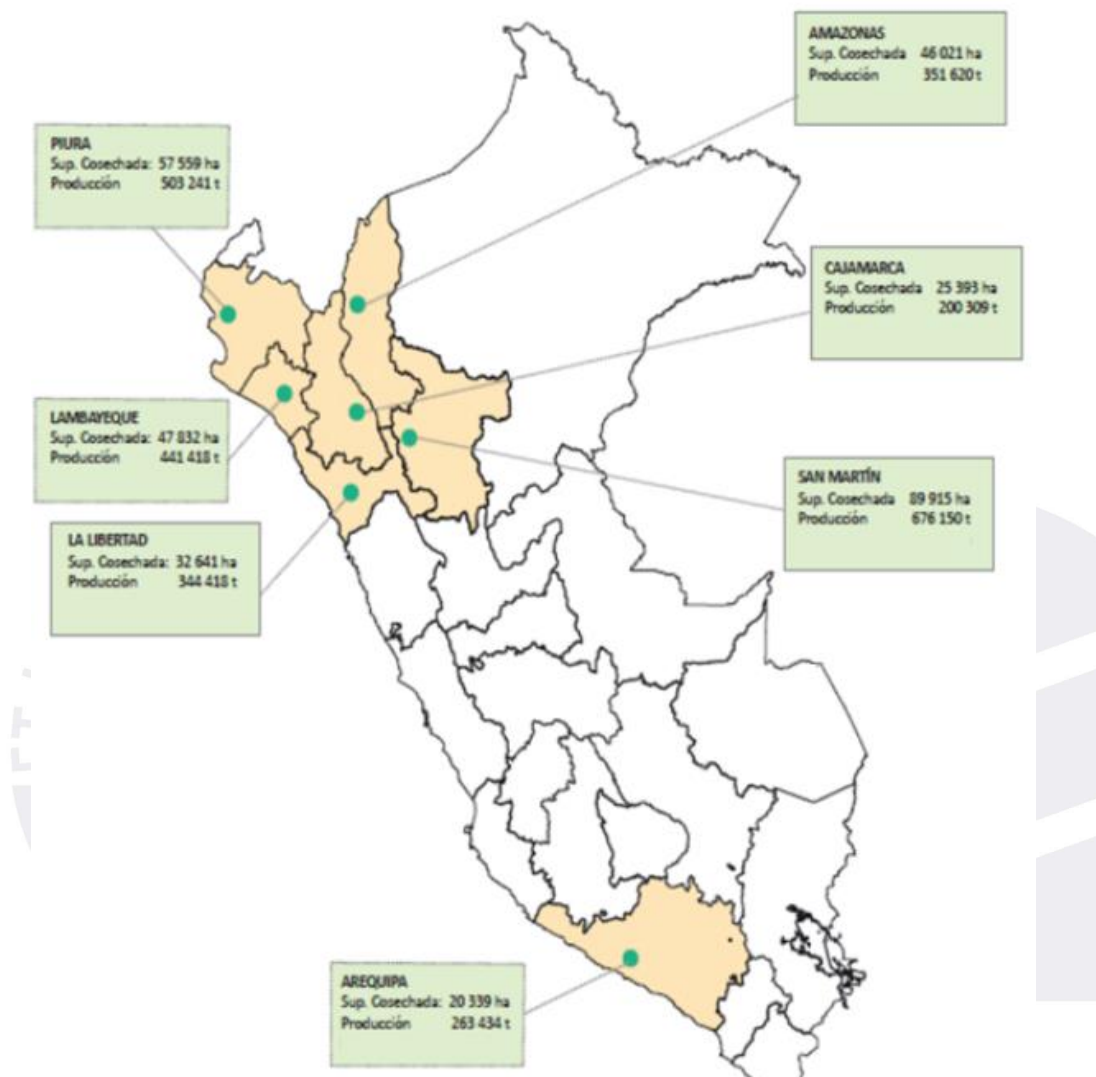 AMAZONAS
Sup. Cosechada 46 021 ha
Producción 351 620 t
PIURA
Sup. Cosechada: 57 559 ha
Producción 503 241 t
CAJAMARCA
Sup. Cosechada 25 393 ha
Producción 200 309 t
LAMBAYEQUE
Sup. Cosechada: 47 832 ha
Producción 441 418 t
SAN MARTÍN
Sup. Cosechada 89 915 ha
Producción 676 150 t
LA LIBERTAD
Sup. Cosechada: 32 641 ha
Producción 344 418 t
AREQUIPA
Sup. Cosechada: 20 339 ha
Producción 263 434 t